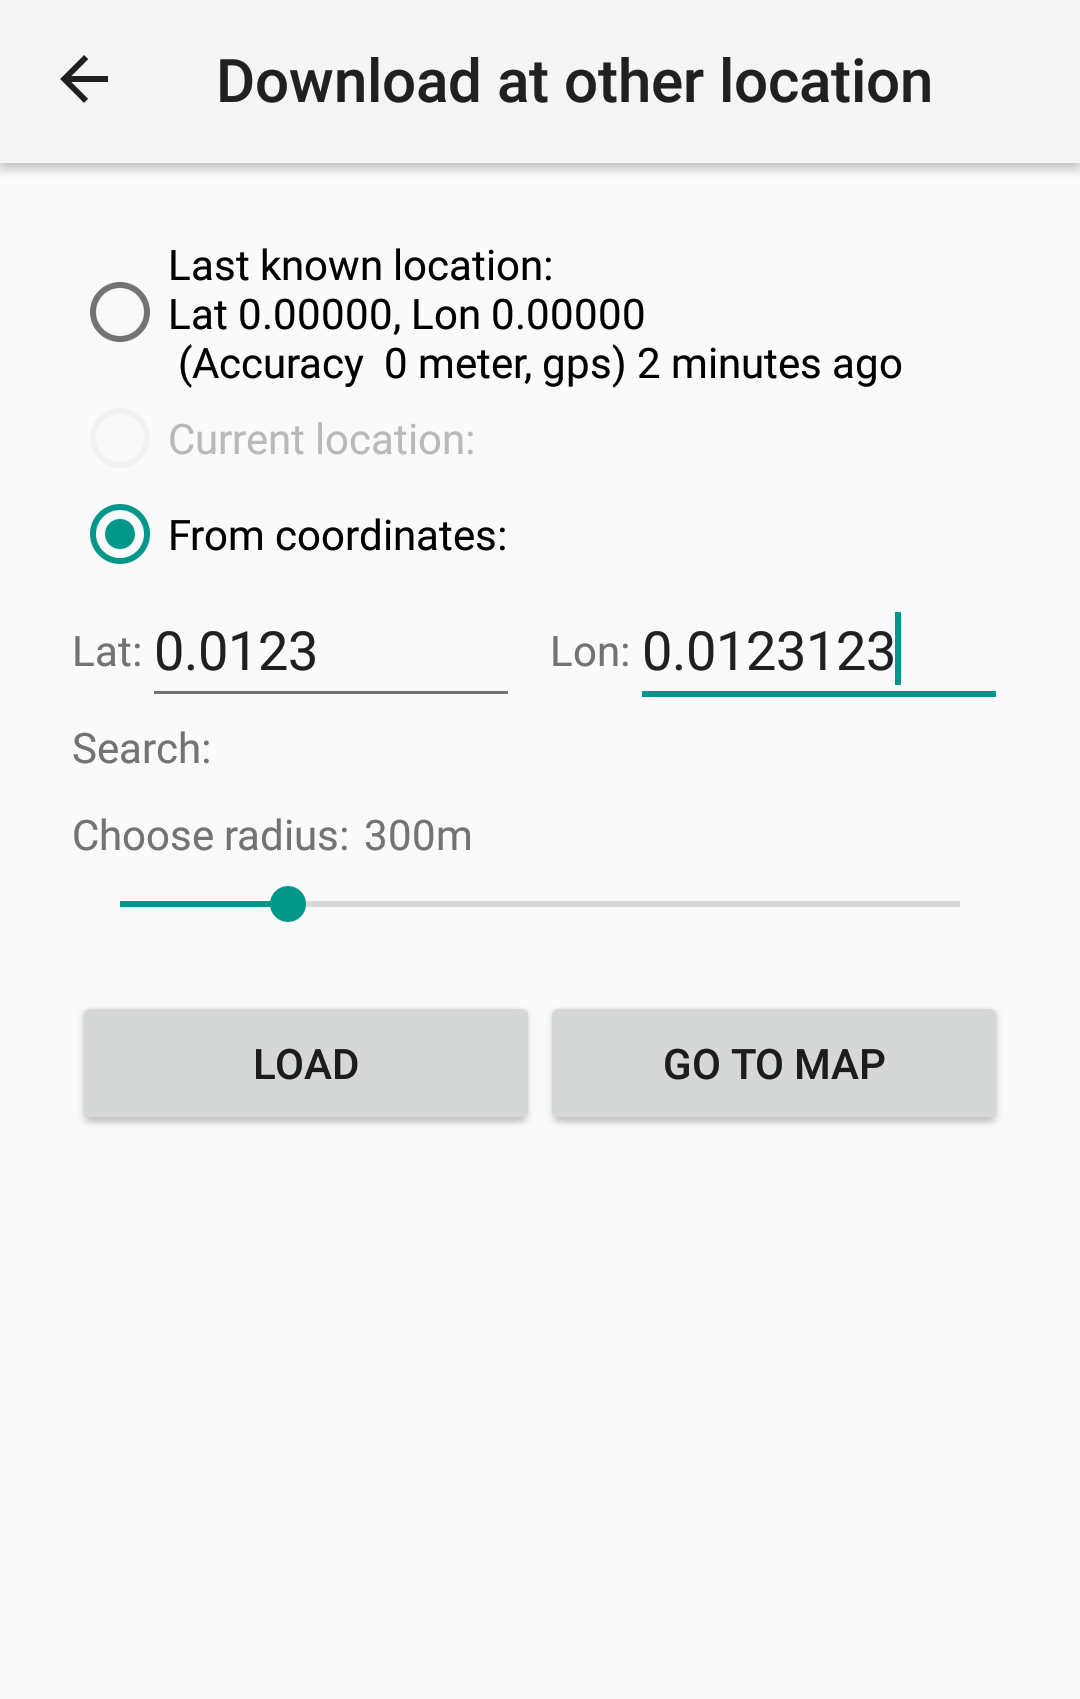 Download at other location
Last known location:
Lat 0.00000, Lon 0.00000
(Accuracy  0 meter, gps) 2 minutes ago
Current location:
From coordinates:
Lat: 0.0123 Lon: 0.0123123
Search:
Choose radius: 300m
LOAD GO TO MAP